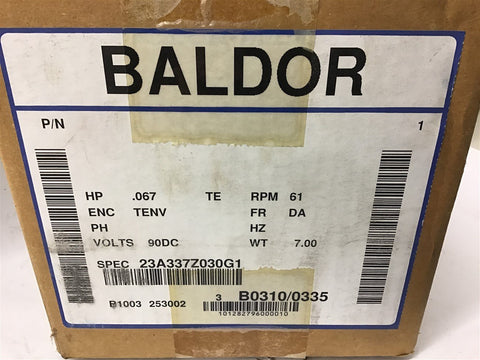 BALDOR
P/N 1
HP .067 TE RPM 61
ENC TENV FR DA
PH HZ
VOLTS 90DC WT 7.00
SPEC 23A337Z030G1
B1003 253002 3 B0310/0335
101282796000010